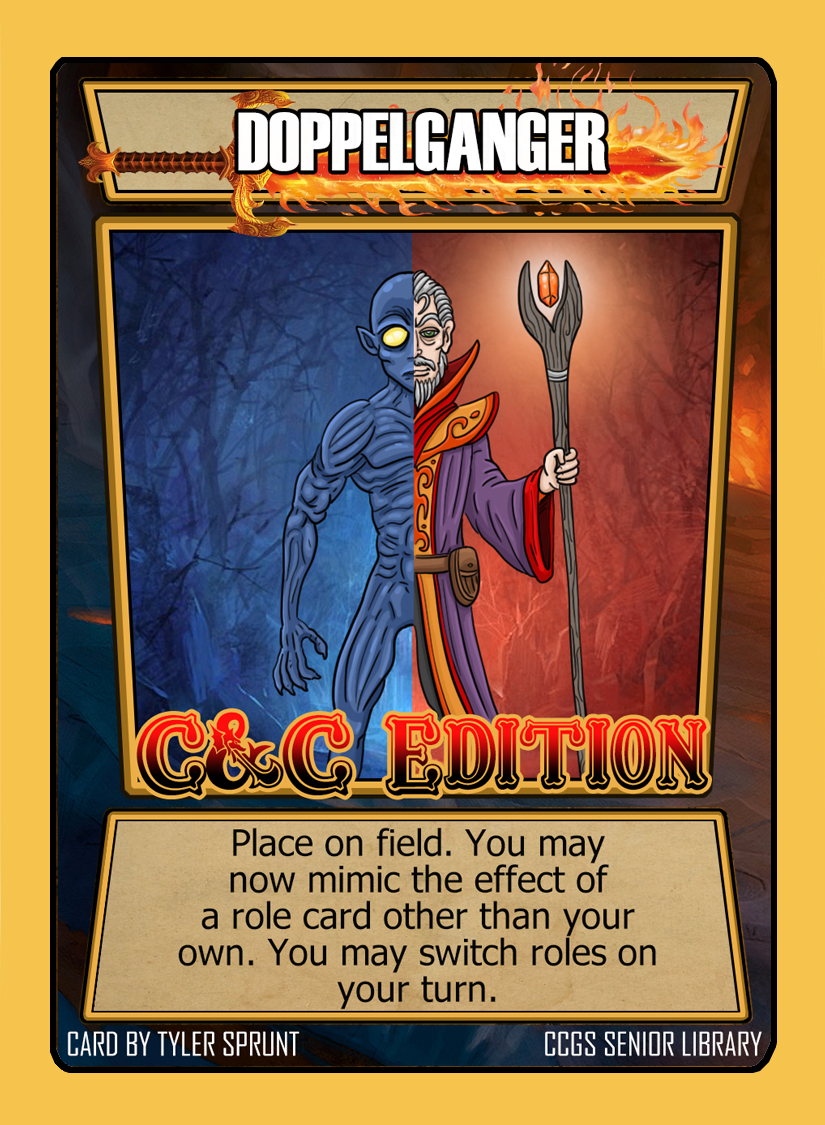 DOPPELGANGER
C&C EDITION
Place on field. You may
now mimic the effect of
a role card other than your
own. You may switch roles on
your turn.
CARD BY TYLER SPRUNT
CCGS SENIOR LIBRARY